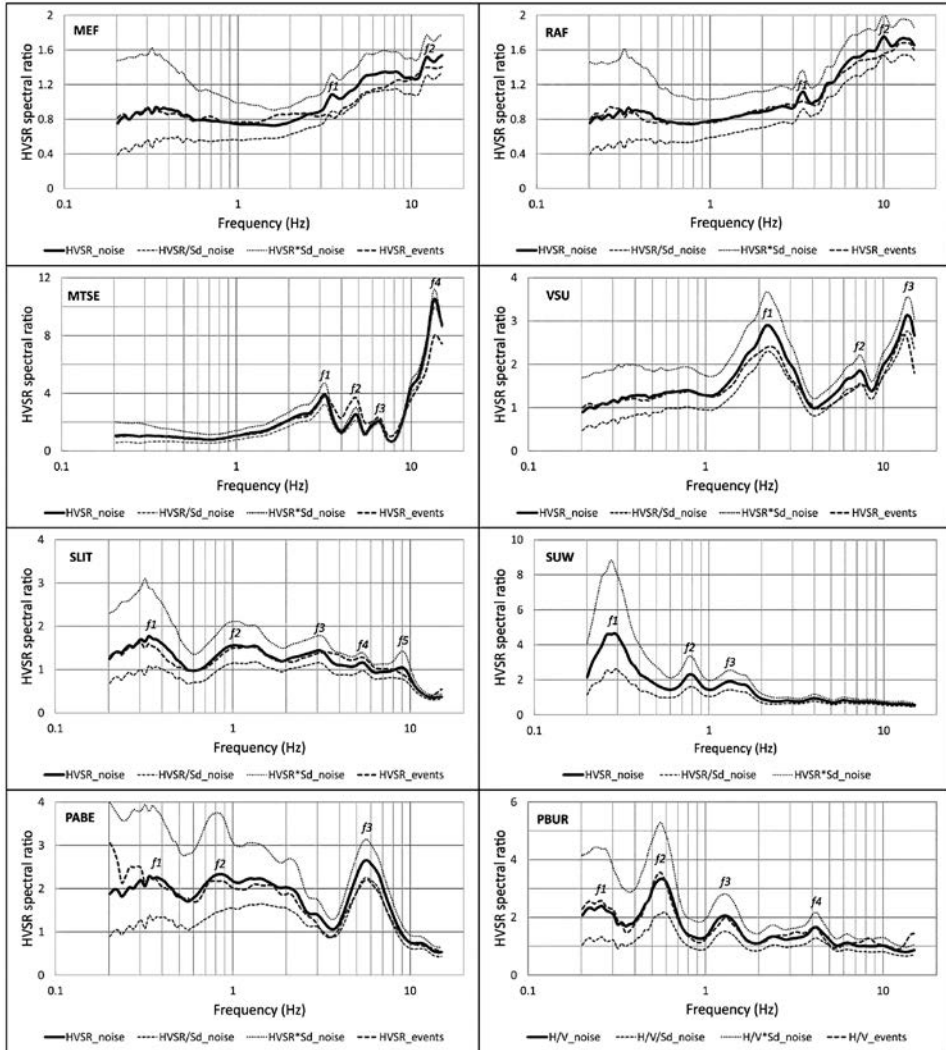 MEF
HVSR spectral ratio
2
1.6
1.2
0.8
0.4
0
0.1
1
10
f1
f2
Frequency (Hz)
HVSR_noise HVSR/Sd_noise HVSR*Sd_noise HVSR_events
RAF
HVSR spectral ratio
2
1.6
1.2
0.8
0.4
0
0.1
1
10
f1
f2
Frequency (Hz)
HVSR_noise HVSR/Sd_noise HVSR*Sd_noise HVSR_events
MTSE
HVSR spectral ratio
12
8
4
0
0.1
1
10
f1
f2
f3
f4
Frequency (Hz)
HVSR_noise HVSR/Sd_noise HVSR*Sd_noise HVSR_events
VSU
HVSR spectral ratio
4
3
2
1
0
0.1
1
10
f1
f2
f3
Frequency (Hz)
HVSR_noise HVSR/Sd_noise HVSR*Sd_noise HVSR_events
SLIT
HVSR spectral ratio
4
3
2
1
0
0.1
1
10
f1
f2
f3
f4
f5
Frequency (Hz)
HVSR_noise HVSR/Sd_noise HVSR*Sd_noise HVSR_events
SUW
HVSR spectral ratio
10
8
6
4
2
0
0.1
1
10
f1
f2
f3
Frequency (Hz)
HVSR_noise HVSR/Sd_noise HVSR*Sd_noise
PABE
HVSR spectral ratio
4
3
2
1
0
0.1
1
10
f1
f2
f3
Frequency (Hz)
HVSR_noise HVSR/Sd_noise HVSR*Sd_noise HVSR_events
PBUR
HVSR spectral ratio
6
4
2
0
0.1
1
10
f1
f2
f3
f4
Frequency (Hz)
H/V_noise H/V/Sd_noise H/V*Sd_noise H/V_events